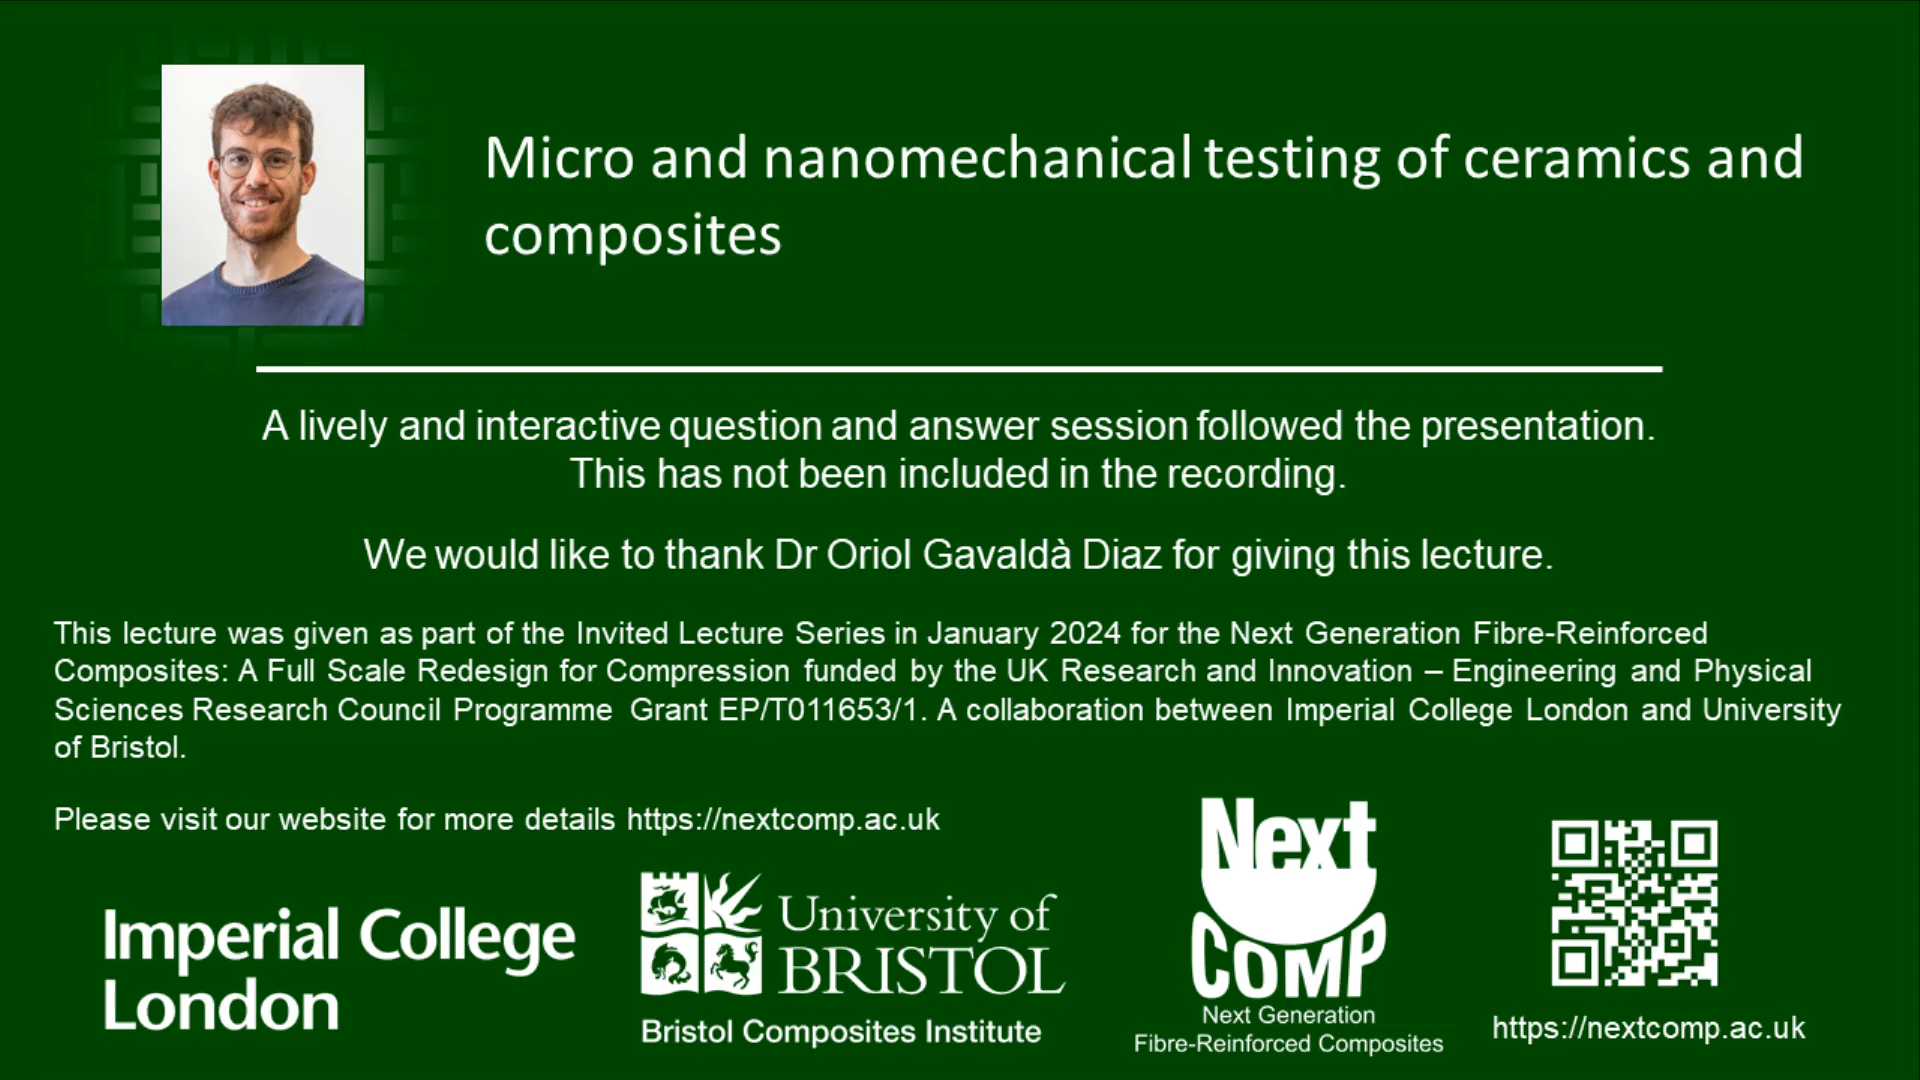 Micro and nanomechanical testing of ceramics and
composites
A lively and interactive question and answer session followed the presentation.
This has not been included in the recording.
We would like to thank Dr Oriol Gavaldà Diaz for giving this lecture.
This lecture was given as part of the Invited Lecture Series in January 2024 for the Next Generation Fibre-Reinforced
Composites: A Full Scale Redesign for Compression funded by the UK Research and Innovation – Engineering and Physical
Sciences Research Council Programme Grant EP/T011653/1. A collaboration between Imperial College London and University
of Bristol.
Please visit our website for more details https://nextcomp.ac.uk
Imperial College
London
University of
BRISTOL
Bristol Composites Institute
Next
COMP
Next Generation
Fibre-Reinforced Composites
https://nextcomp.ac.uk